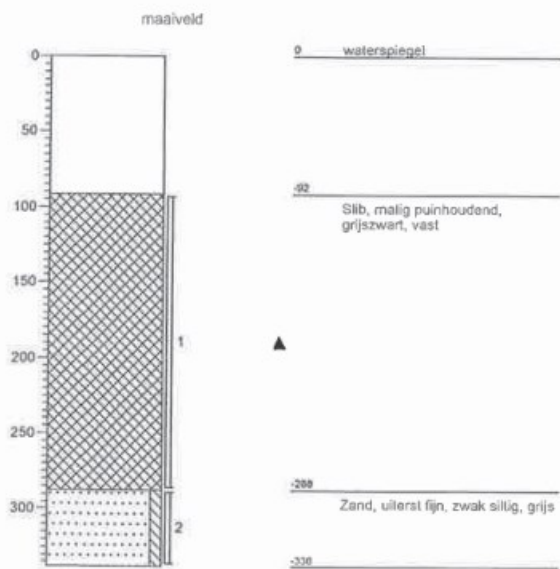 maaiveld
0
50
100
150
200
250
300
1
2
0 waterspiegel
-92
Slib, matig puinhoudend,
grijszwart, vast
-288
Zand, uiterst fijn, zwak siltig, grijs
-338